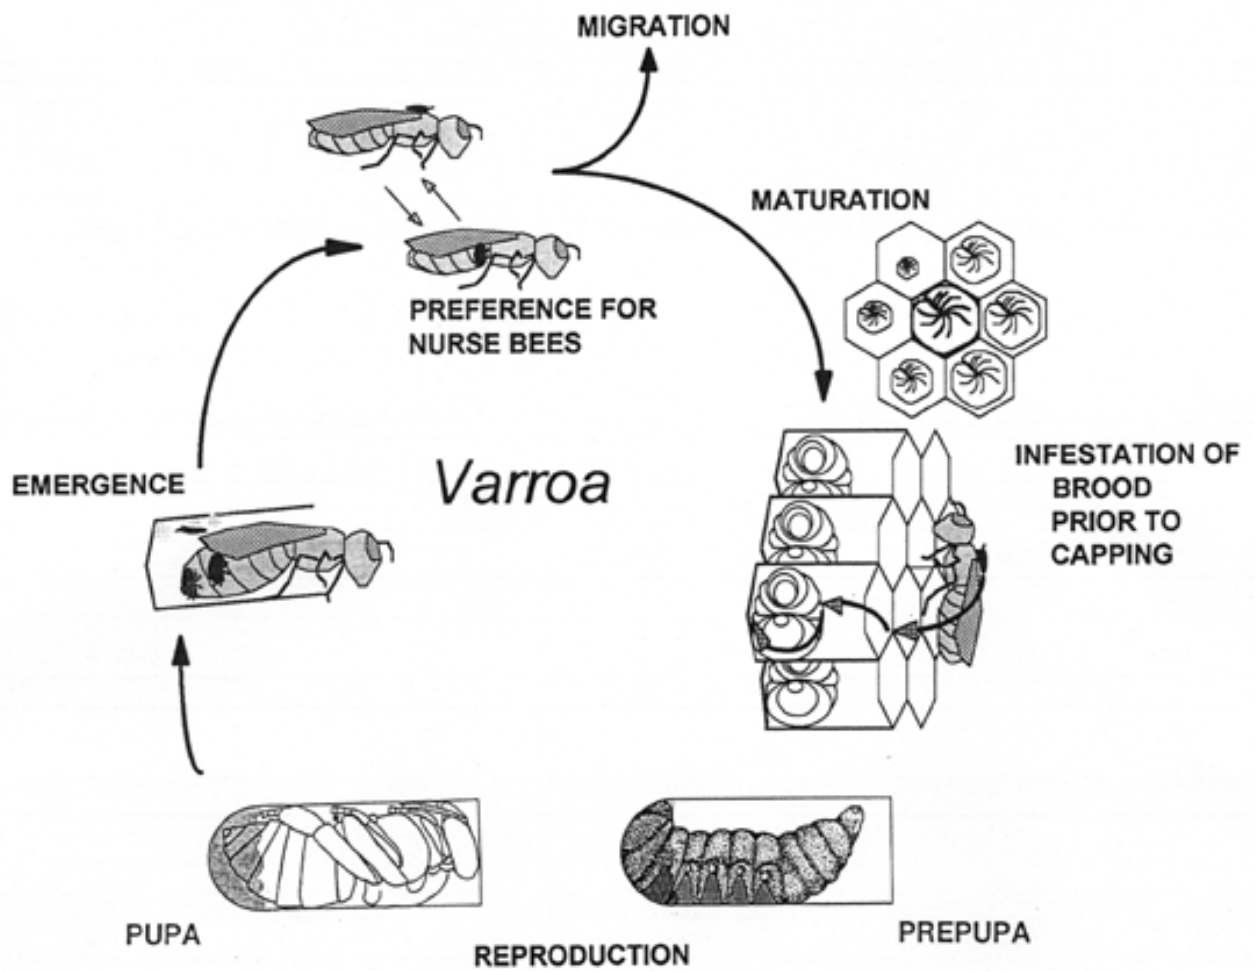 MIGRATION
MATURATION
PREFERENCE FOR
NURSE BEES
EMERGENCE
Varroa
INFESTATION OF
BROOD
PRIOR TO
CAPPING
PUPA
REPRODUCTION
PREPUPA